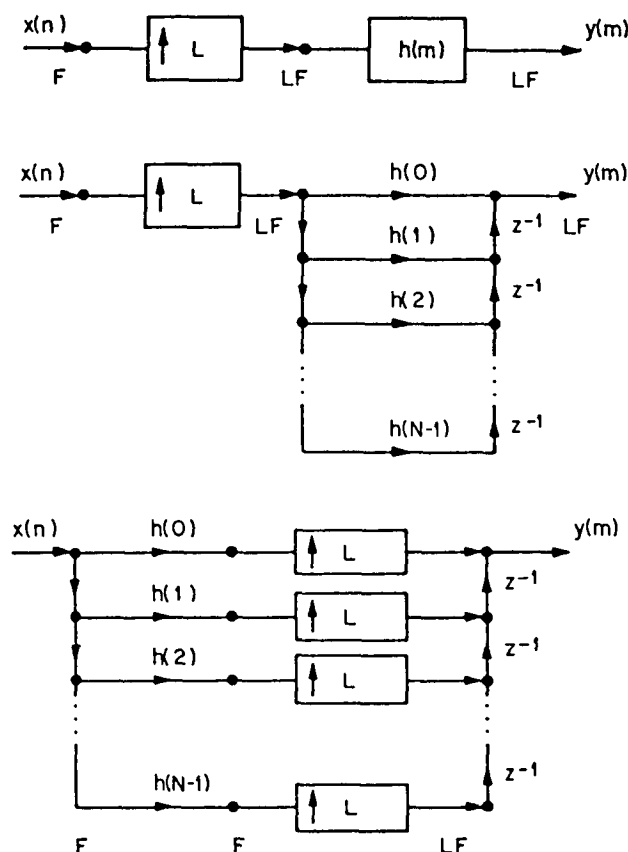 x(n) y(m)
↑ L h(m)
F LF LF
x(n) h(0) y(m)
↑ L z⁻¹
F LF h(1) LF
z⁻¹
h(2)
h(N-1) z⁻¹
x(n) h(0) y(m)
↑ L
h(1) z⁻¹
↑ L
h(2) z⁻¹
↑ L
h(N-1) z⁻¹
↑ L
F F LF